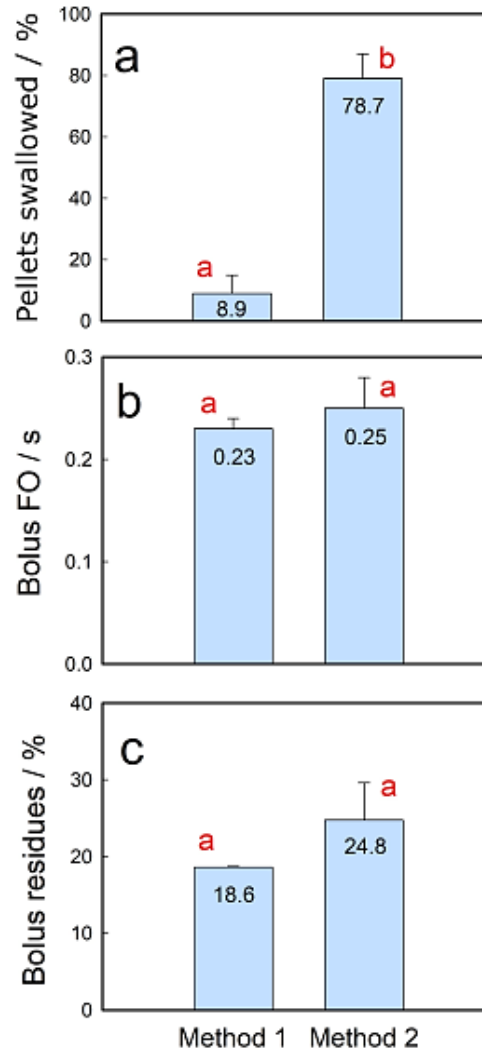 Pellets swallowed / %
100
80
60
40
20
0
a
a
8.9
b
78.7
Bolus FO / s
0.3
0.2
0.1
0.0
b
a
0.23
a
0.25
Bolus residues / %
40
30
20
10
0
c
a
18.6
a
24.8
Method 1 Method 2